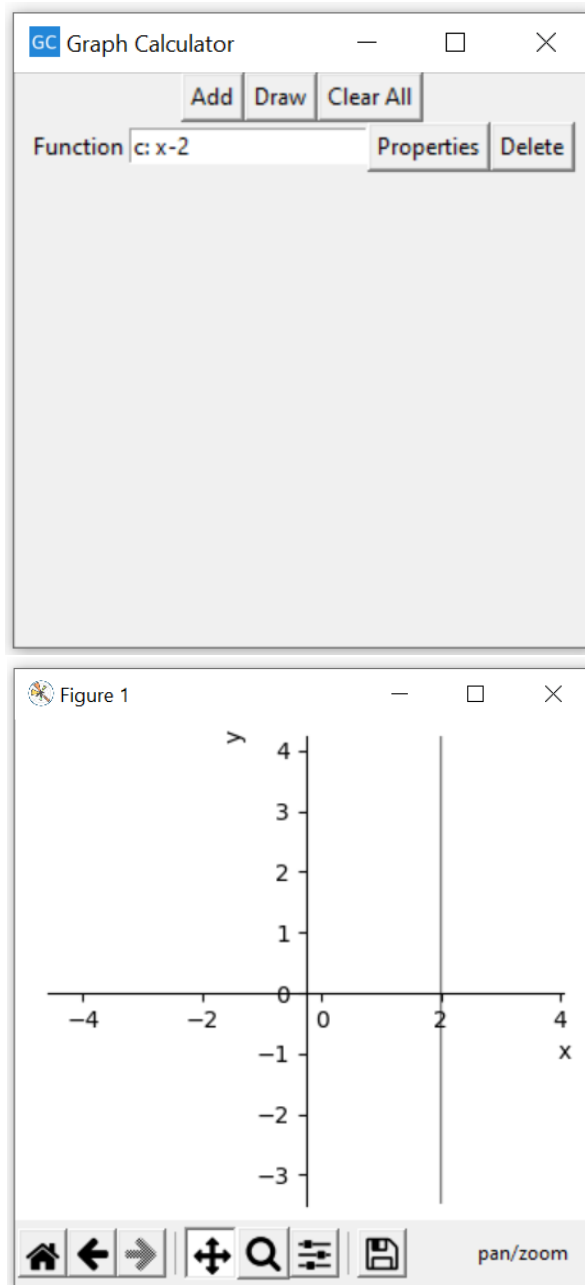 GC Graph Calculator
Add Draw Clear All
Function c: x-2 Properties Delete
Figure 1
y
4
3
2
1
0
−4 −2 0 2 4
−1
x
−2
−3
pan/zoom